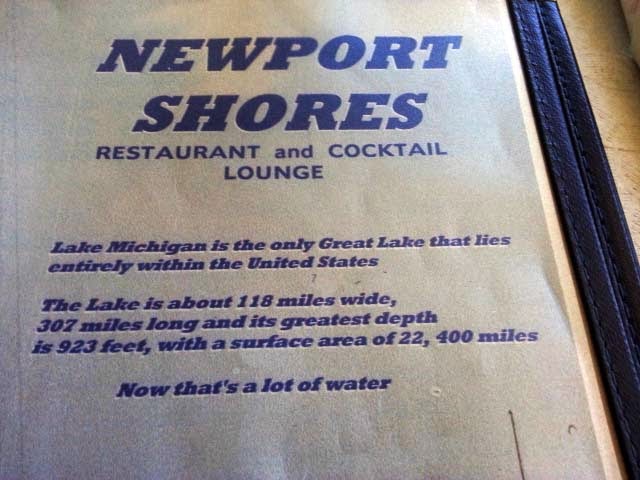 NEWPORT
SHORES
RESTAURANT and COCKTAIL
LOUNGE
Lake Michigan is the only Great Lake that lies
entirely within the United States
The Lake is about 118 miles wide,
307 miles long and its greatest depth
is 923 feet, with a surface area of 22, 400 miles
Now that's a lot of water